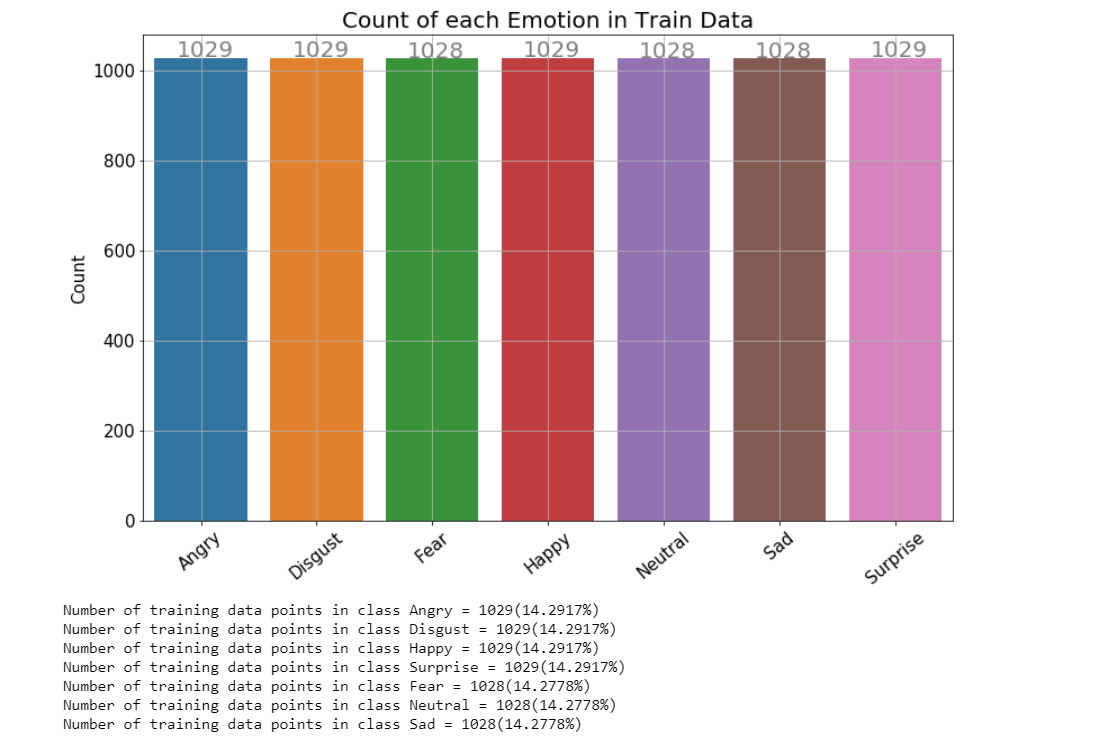 Count of each Emotion in Train Data
1029 1029 1028 1029 1028 1028 1029
1000
800
600
400
200
0
Count
Angry Disgust Fear Happy Neutral Sad Surprise
Number of training data points in class Angry = 1029(14.2917%)
Number of training data points in class Disgust = 1029(14.2917%)
Number of training data points in class Happy = 1029(14.2917%)
Number of training data points in class Surprise = 1029(14.2917%)
Number of training data points in class Fear = 1028(14.2778%)
Number of training data points in class Neutral = 1028(14.2778%)
Number of training data points in class Sad = 1028(14.2778%)